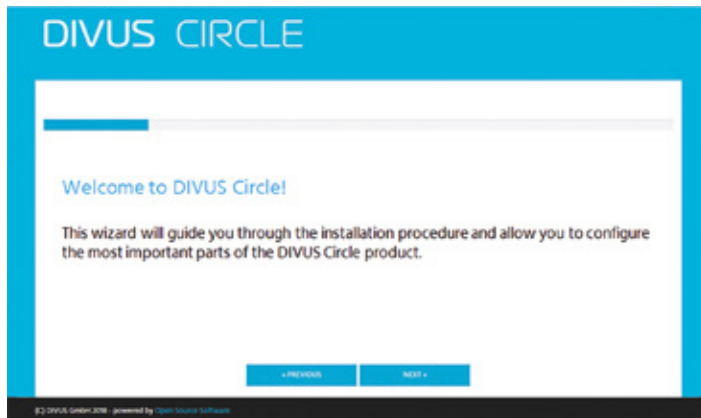 DIVUS CIRCLE
Welcome to DIVUS Circle!
This wizard will guide you through the installation procedure and allow you to configure
the most important parts of the DIVUS Circle product.
« PREVIOUS
NEXT »
(C) DIVUS GmbH 2018 - powered by Open Source Software